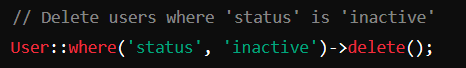 // Delete users where 'status' is 'inactive'
User::where('status', 'inactive')->delete();